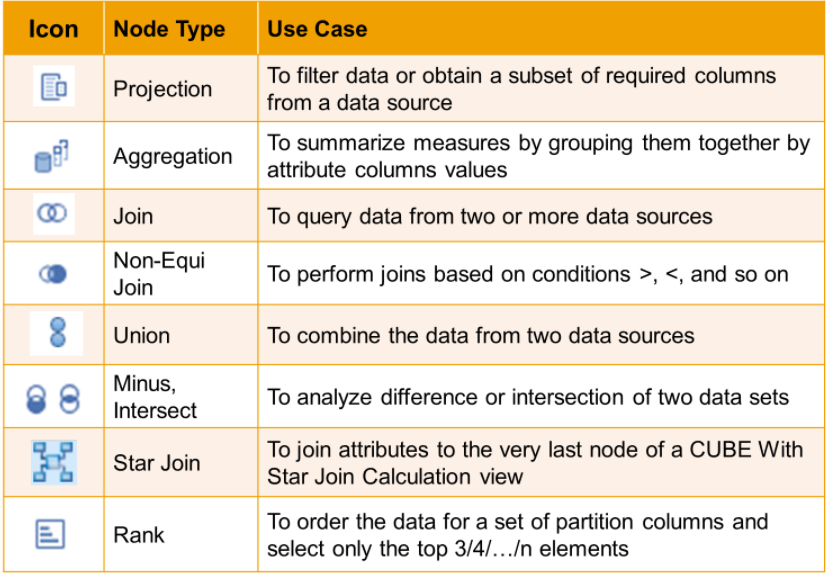 Icon Node Type Use Case
Projection
To filter data or obtain a subset of required columns
from a data source
Aggregation
To summarize measures by grouping them together by
attribute columns values
Join
To query data from two or more data sources
Non-Equi
Join
To perform joins based on conditions >, <, and so on
Union
To combine the data from two data sources
Minus,
Intersect
To analyze difference or intersection of two data sets
Star Join
To join attributes to the very last node of a CUBE With
Star Join Calculation view
Rank
To order the data for a set of partition columns and
select only the top 3/4/…/n elements